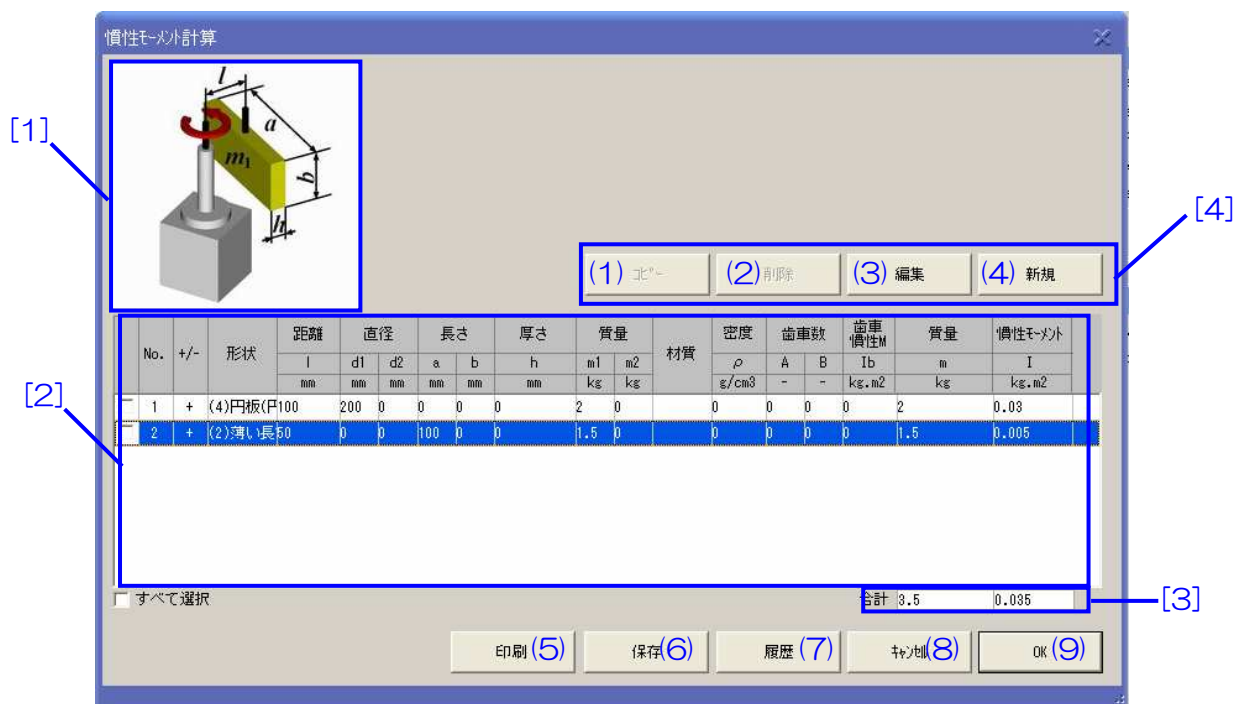 慣性ﾓｰﾒﾝﾄ計算
[1]
l
a
m1
b
h
[4]
(1) ｺﾋﾟｰ (2) 削除 (3) 編集 (4) 新規
No. +/- 形状 距離 直径 長さ 厚さ 質量 材質 密度 歯車数 歯車慣性M 質量 慣性ﾓｰﾒﾝﾄ
l d1 d2 a b h m1 m2 ρ A B Ib m I
mm mm mm mm mm mm kg kg g/cm3 - - kg.m2 kg kg.m2
[2]
1 + (4)円板(円 100 200 0 0 0 0 2 0 0 0 0 0 2 0.03
2 + (2)薄い長 50 0 0 100 0 0 1.5 0 0 0 0 0 1.5 0.005
すべて選択 合計 3.5 0.035
[3]
印刷 (5) 保存 (6) 履歴 (7) ｷｬﾝｾﾙ (8) OK (9)